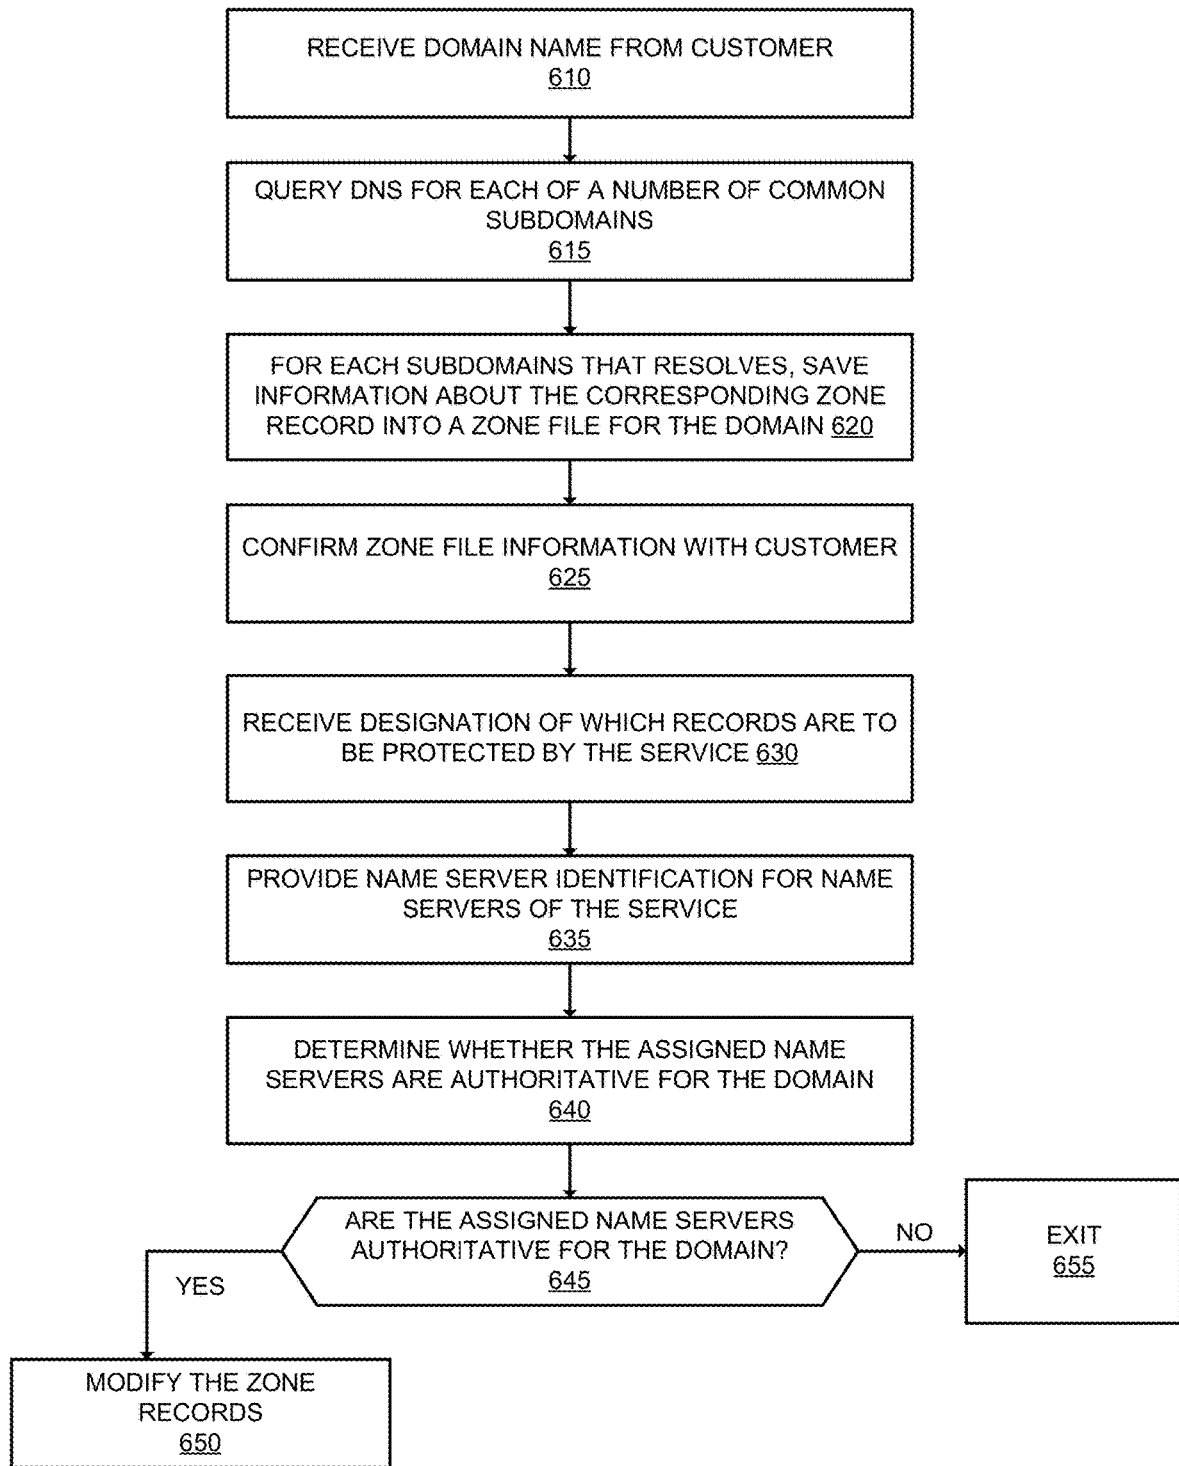 RECEIVE DOMAIN NAME FROM CUSTOMER
610
QUERY DNS FOR EACH OF A NUMBER OF COMMON
SUBDOMAINS
615
FOR EACH SUBDOMAINS THAT RESOLVES, SAVE
INFORMATION ABOUT THE CORRESPONDING ZONE
RECORD INTO A ZONE FILE FOR THE DOMAIN 620
CONFIRM ZONE FILE INFORMATION WITH CUSTOMER
625
RECEIVE DESIGNATION OF WHICH RECORDS ARE TO
BE PROTECTED BY THE SERVICE 630
PROVIDE NAME SERVER IDENTIFICATION FOR NAME
SERVERS OF THE SERVICE
635
DETERMINE WHETHER THE ASSIGNED NAME
SERVERS ARE AUTHORITATIVE FOR THE DOMAIN
640
ARE THE ASSIGNED NAME SERVERS
AUTHORITATIVE FOR THE DOMAIN?
645
NO
EXIT
655
YES
MODIFY THE ZONE
RECORDS
650